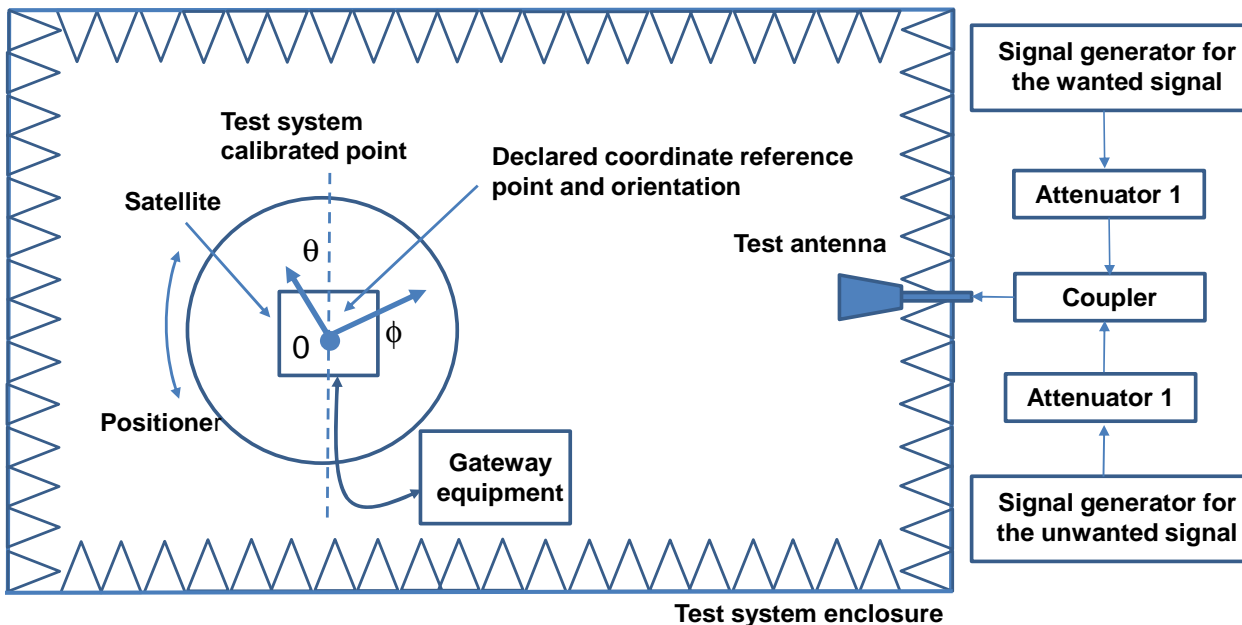 Signal generator for
the wanted signal
Test system
calibrated point
Declared coordinate reference
point and orientation
Attenuator 1
Satellite
Test antenna
θ
Coupler
0
ϕ
Attenuator 1
Positioner
Gateway
equipment
Signal generator for
the unwanted signal
Test system enclosure